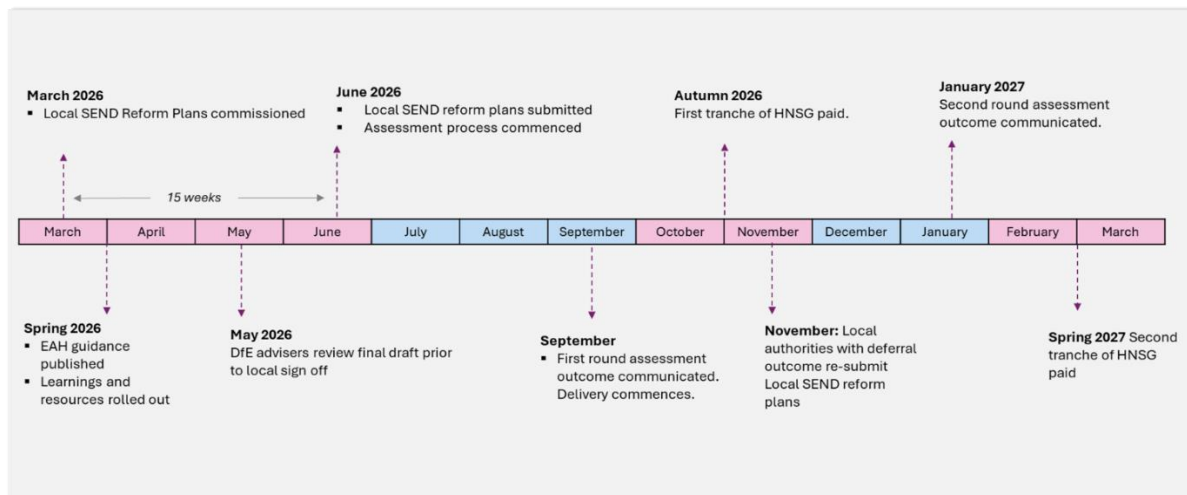 March 2026
▪ Local SEND Reform Plans commissioned
June 2026
▪ Local SEND reform plans submitted
▪ Assessment process commenced
Autumn 2026
First tranche of HNSG paid.
January 2027
Second round assessment
outcome communicated.
15 weeks
March April May June July August September October November December January February March
Spring 2026
▪ EAH guidance
published
▪ Learnings and
resources rolled out
May 2026
DfE advisers review final draft prior
to local sign off
September
▪ First round assessment
outcome communicated.
Delivery commences.
November: Local
authorities with deferral
outcome re-submit
Local SEND reform
plans
Spring 2027 Second
tranche of HNSG
paid